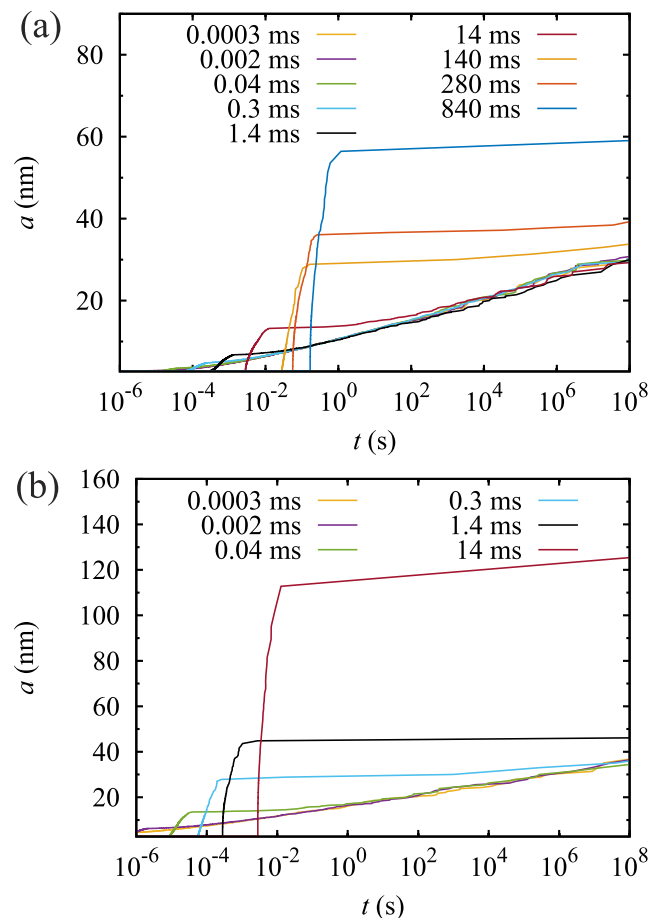 (a)
80
60
40
20
a (nm)
0.0003 ms
0.002 ms
0.04 ms
0.3 ms
1.4 ms
14 ms
140 ms
280 ms
840 ms
10⁻⁶ 10⁻⁴ 10⁻² 10⁰ 10² 10⁴ 10⁶ 10⁸
t (s)
(b)
160
140
120
100
80
60
40
20
a (nm)
0.0003 ms
0.002 ms
0.04 ms
0.3 ms
1.4 ms
14 ms
10⁻⁶ 10⁻⁴ 10⁻² 10⁰ 10² 10⁴ 10⁶ 10⁸
t (s)